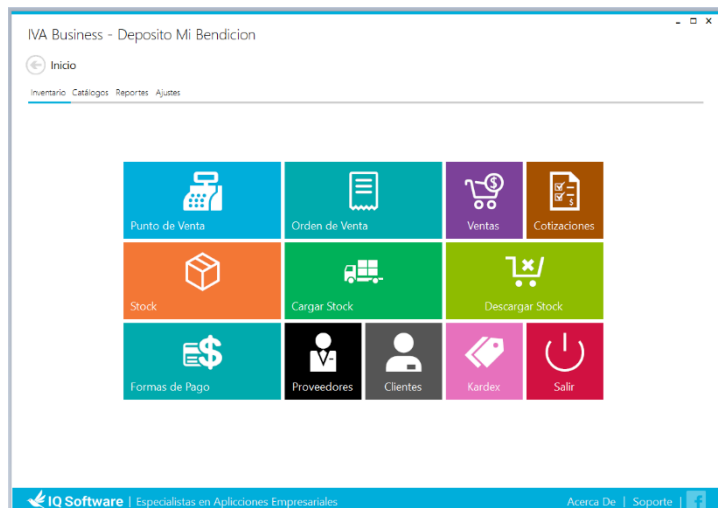 IVA Business - Deposito Mi Bendicion
Inicio
Inventario Catálogos Reportes Ajustes
Punto de Venta
Orden de Venta
Ventas
Cotizaciones
Stock
Cargar Stock
Descargar Stock
Formas de Pago
Proveedores
Clientes
Kardex
Salir
IQ Software | Especialistas en Aplicciones Empresariales
Acerca De | Soporte |